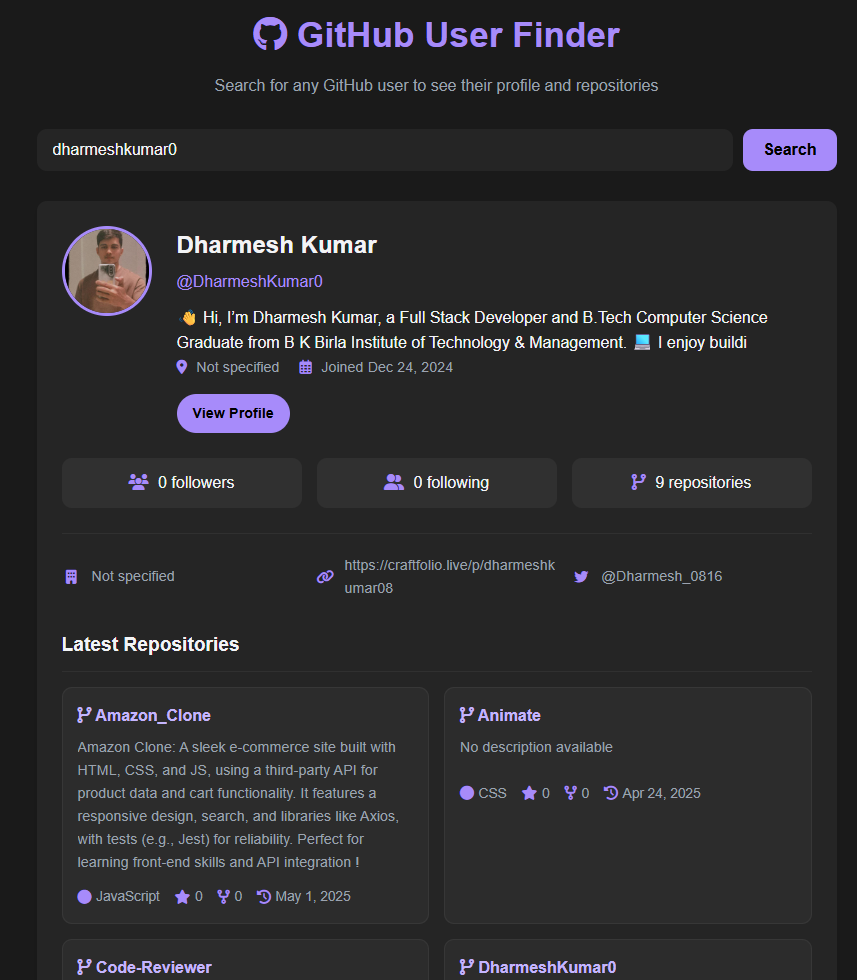 GitHub User Finder
Search for any GitHub user to see their profile and repositories
dharmeshkumar0
Search
Dharmesh Kumar
@DharmeshKumar0
👋 Hi, I’m Dharmesh Kumar, a Full Stack Developer and B.Tech Computer Science
Graduate from B K Birla Institute of Technology & Management. 💻 I enjoy buildi
Not specified Joined Dec 24, 2024
View Profile
0 followers
0 following
9 repositories
Not specified
https://craftfolio.live/p/dharmeshk
umar08
@Dharmesh_0816
Latest Repositories
Amazon_Clone
Amazon Clone: A sleek e-commerce site built with
HTML, CSS, and JS, using a third-party API for
product data and cart functionality. It features a
responsive design, search, and libraries like Axios,
with tests (e.g., Jest) for reliability. Perfect for
learning front-end skills and API integration !
JavaScript 0 0 May 1, 2025
Animate
No description available
CSS 0 0 Apr 24, 2025
Code-Reviewer
DharmeshKumar0